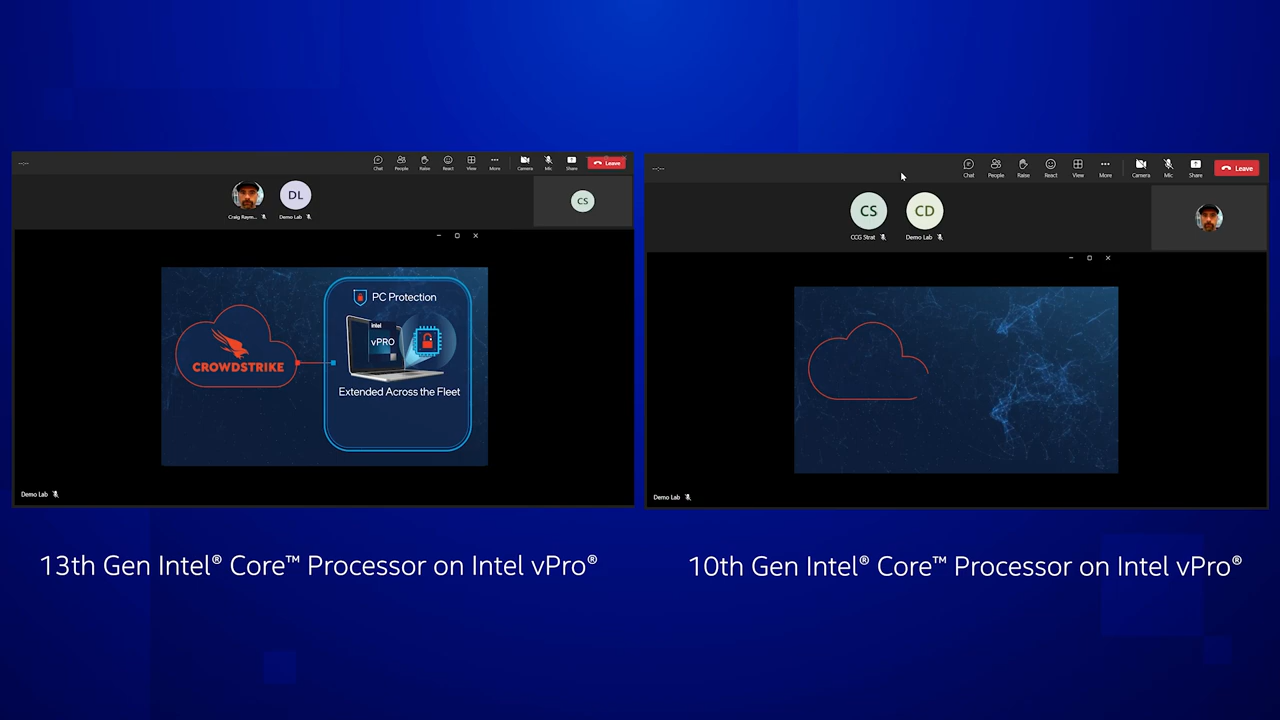 Chat People Raise React View More Camera Mic Share Leave
Craig Raym... DL Demo Lab CS
PC Protection
intel
vPRO
CROWDSTRIKE
Extended Across the Fleet
Demo Lab
13th Gen Intel® Core™ Processor on Intel vPro®
Chat People Raise React View More Camera Mic Share Leave
CS CD
CCG Strat Demo Lab
Demo Lab
10th Gen Intel® Core™ Processor on Intel vPro®